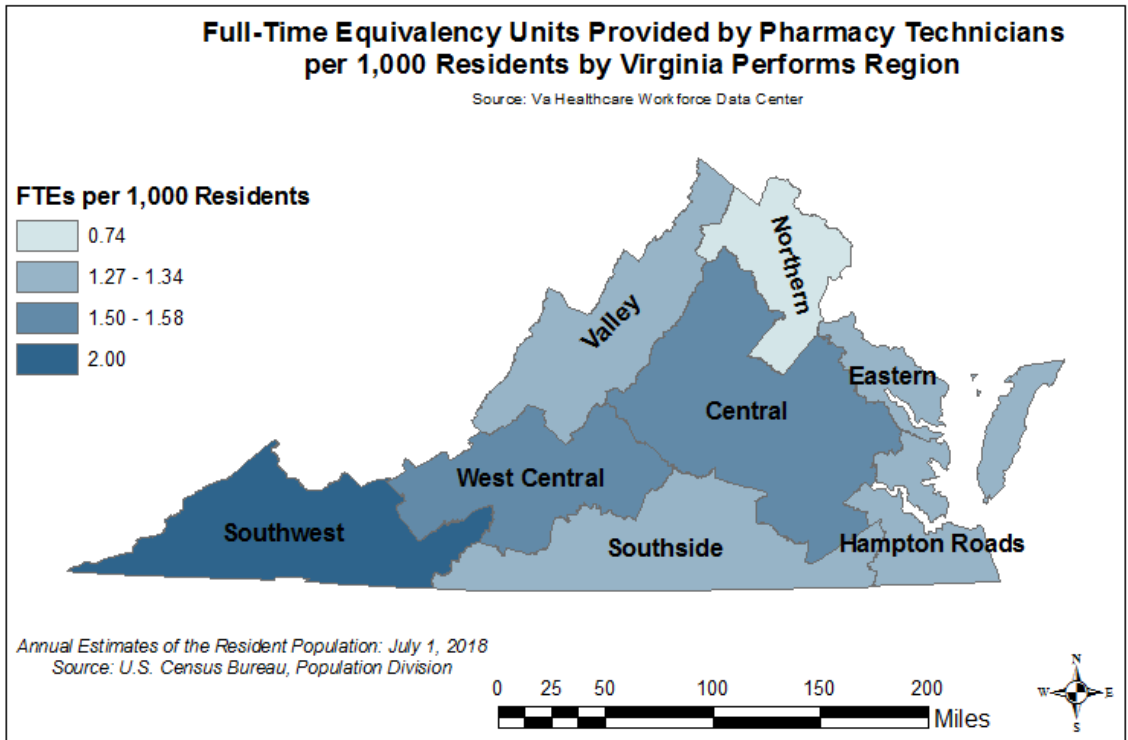 Full-Time Equivalency Units Provided by Pharmacy Technicians
per 1,000 Residents by Virginia Performs Region
Source: Va Healthcare Workforce Data Center
FTEs per 1,000 Residents
0.74
1.27 - 1.34
1.50 - 1.58
2.00
Northern
Valley
Eastern
Central
West Central
Southwest
Southside
Hampton Roads
Annual Estimates of the Resident Population: July 1, 2018
Source: U.S. Census Bureau, Population Division
0 25 50 100 150 200
Miles
N
W E
S